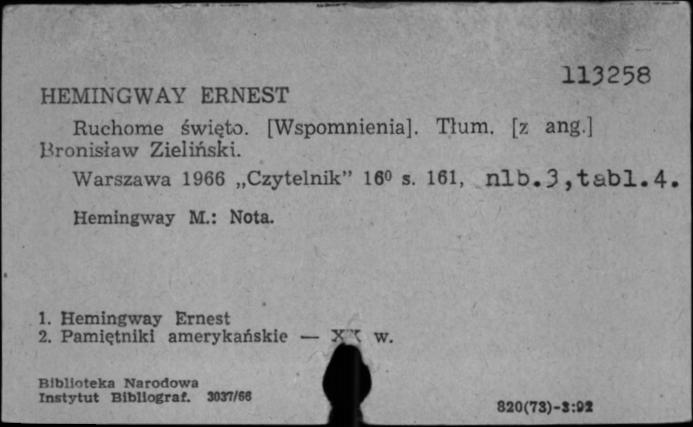 113258
HEMINGWAY ERNEST
Ruchome święto. [Wspomnienia]. Tłum. [z ang.]
Bronisław Zieliński.
Warszawa 1966 „Czytelnik” 16⁰ s. 161, nlb.3,tabl.4.
Hemingway M.: Nota.
1. Hemingway Ernest
2. Pamiętniki amerykańskie — XX w.
Biblioteka Narodowa
Instytut Bibliograf. 3037/66
820(73)-3:92